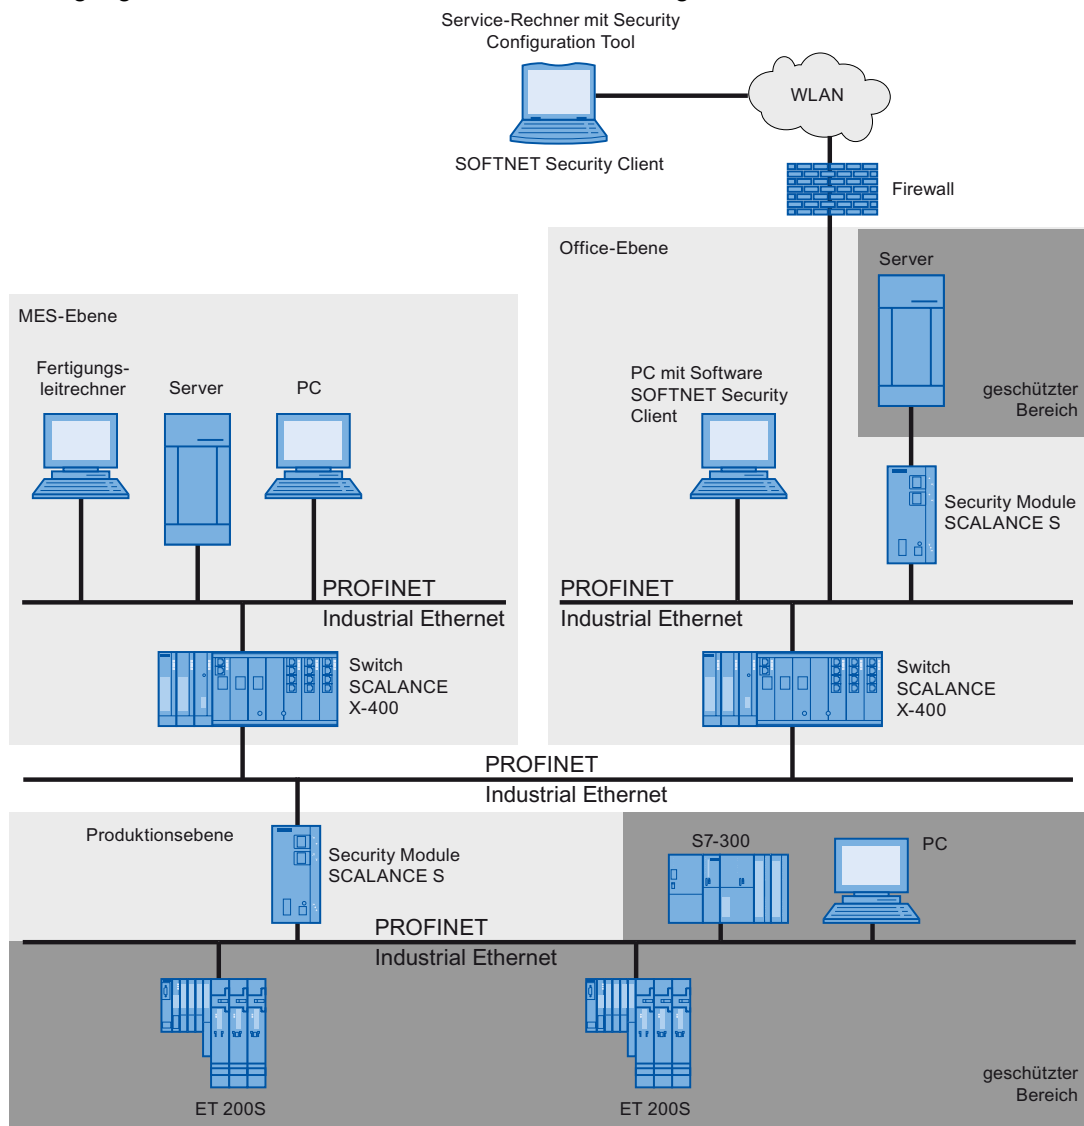 Service-Rechner mit Security
Configuration Tool
WLAN
SOFTNET Security Client
Firewall
Office-Ebene
Server
geschützter
Bereich
MES-Ebene
Fertigungs-
leitrechner
Server
PC
PC mit Software
SOFTNET Security
Client
Security Module
SCALANCE S
PROFINET
Industrial Ethernet
PROFINET
Industrial Ethernet
Switch
SCALANCE
X-400
Switch
SCALANCE
X-400
PROFINET
Industrial Ethernet
Produktionsebene
Security Module
SCALANCE S
S7-300
PC
PROFINET
Industrial Ethernet
ET 200S
ET 200S
geschützter
Bereich